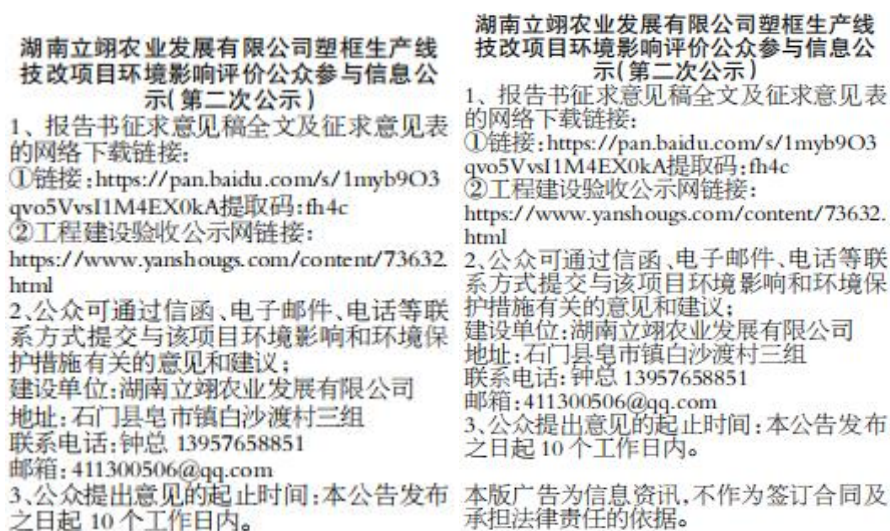 湖南立翊农业发展有限公司塑框生产线
技改项目环境影响评价公众参与信息公
示(第二次公示)
1、报告书征求意见稿全文及征求意见表
的网络下载链接:
①链接:https://pan.baidu.com/s/1myb9O3
qvo5VvsI1M4EX0kA提取码:fh4c
②工程建设验收公示网链接:
https://www.yanshougs.com/content/73632.
html
2、公众可通过信函、电子邮件、电话等联
系方式提交与该项目环境影响和环境保
护措施有关的意见和建议;
建设单位:湖南立翊农业发展有限公司
地址:石门县皂市镇白沙渡村三组
联系电话:钟总 13957658851
邮箱:411300506@qq.com
3、公众提出意见的起止时间:本公告发布
之日起 10 个工作日内。
湖南立翊农业发展有限公司塑框生产线
技改项目环境影响评价公众参与信息公
示(第二次公示)
1、报告书征求意见稿全文及征求意见表
的网络下载链接:
①链接:https://pan.baidu.com/s/1myb9O3
qvo5VvsI1M4EX0kA提取码:fh4c
②工程建设验收公示网链接:
https://www.yanshougs.com/content/73632.
html
2、公众可通过信函、电子邮件、电话等联
系方式提交与该项目环境影响和环境保
护措施有关的意见和建议;
建设单位:湖南立翊农业发展有限公司
地址:石门县皂市镇白沙渡村三组
联系电话:钟总 13957658851
邮箱:411300506@qq.com
3、公众提出意见的起止时间:本公告发布
之日起 10 个工作日内。
本版广告为信息资讯,不作为签订合同及
承担法律责任的依据。